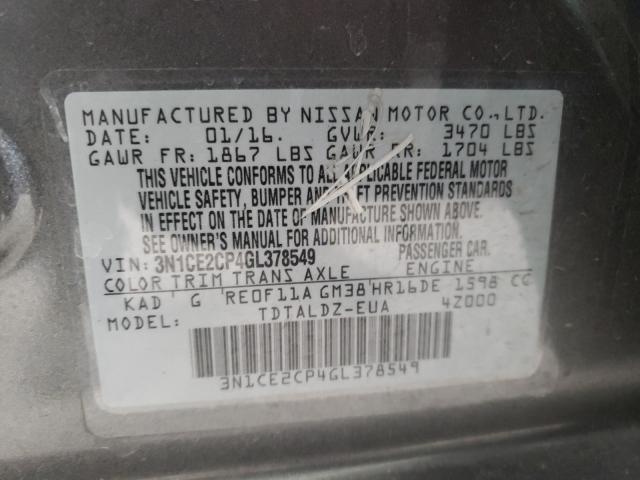 MANUFACTURED BY NISSAN MOTOR CO., LTD.
DATE: 01/16. GVWR: 3470 LBS
GAWR FR: 1867 LBS GAWR RR: 1704 LBS
THIS VEHICLE CONFORMS TO ALL APPLICABLE FEDERAL MOTOR
VEHICLE SAFETY, BUMPER AND THEFT PREVENTION STANDARDS
IN EFFECT ON THE DATE OF MANUFACTURE SHOWN ABOVE.
SEE OWNER'S MANUAL FOR ADDITIONAL INFORMATION.
VIN: 3N1CE2CP4GL378549 PASSENGER CAR.
COLOR TRIM TRANS AXLE ENGINE
KAD G RE0F11A GM38 HR16DE 1598 CC
MODEL: TDTALDZ-EUA 4Z000
3N1CE2CP4GL378549